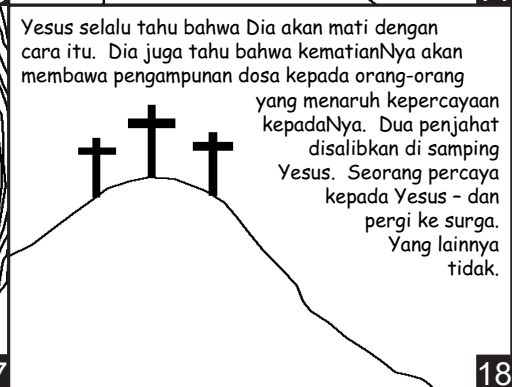 Yesus selalu tahu bahwa Dia akan mati dengan
cara itu. Dia juga tahu bahwa kematianNya akan
membawa pengampunan dosa kepada orang-orang
yang menaruh kepercayaan
kepadaNya. Dua penjahat
disalibkan di samping
Yesus. Seorang percaya
kepada Yesus – dan
pergi ke surga.
Yang lainnya
tidak.
18